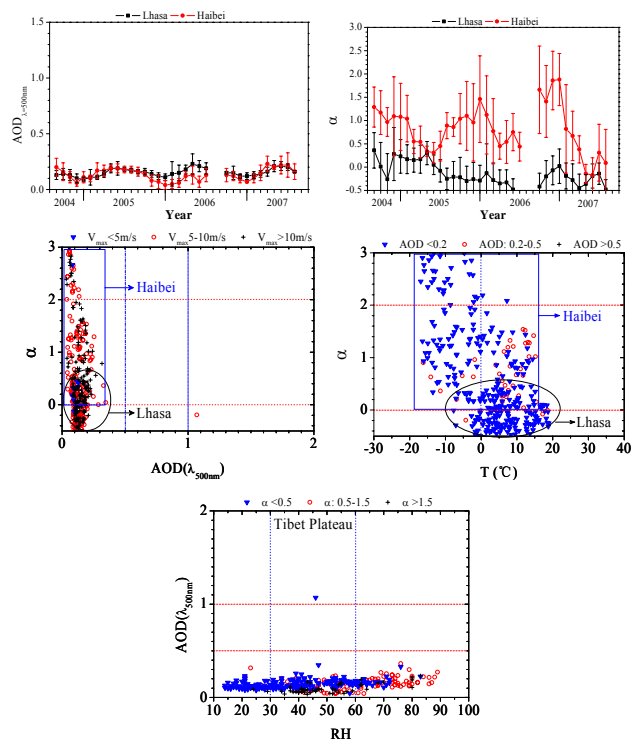 Lhasa Haibei
1.5
1.0
0.5
0.0
AODλ=500nm
2004 2005 2006 2007
Year
Lhasa Haibei
3.0
2.5
2.0
1.5
1.0
0.5
0.0
-0.5
α
2004 2005 2006 2007
Year
Vmax<5m/s Vmax5-10m/s Vmax>10m/s
3
2
1
0
α
Haibei
Lhasa
0 1 2
AOD(λ500nm)
AOD <0.2 AOD: 0.2-0.5 AOD >0.5
3
2
1
0
α
Haibei
Lhasa
-30 -20 -10 0 10 20 30 40
T (℃)
α <0.5 α: 0.5-1.5 α >1.5
Tibet Plateau
2
1
0
AOD(λ500nm)
10 20 30 40 50 60 70 80 90 100
RH